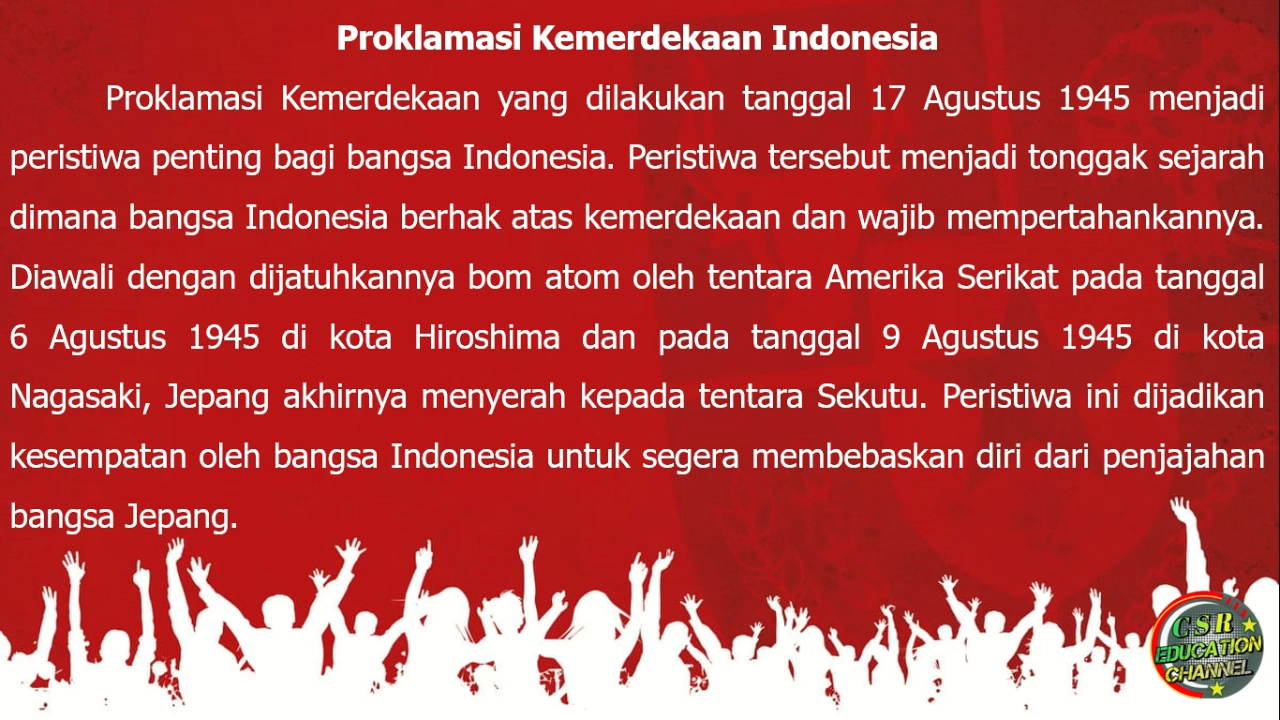 Proklamasi Kemerdekaan Indonesia
Proklamasi Kemerdekaan yang dilakukan tanggal 17 Agustus 1945 menjadi
peristiwa penting bagi bangsa Indonesia. Peristiwa tersebut menjadi tonggak sejarah
dimana bangsa Indonesia berhak atas kemerdekaan dan wajib mempertahankannya.
Diawali dengan dijatuhkannya bom atom oleh tentara Amerika Serikat pada tanggal
6 Agustus 1945 di kota Hiroshima dan pada tanggal 9 Agustus 1945 di kota
Nagasaki, Jepang akhirnya menyerah kepada tentara Sekutu. Peristiwa ini dijadikan
kesempatan oleh bangsa Indonesia untuk segera membebaskan diri dari penjajahan
bangsa Jepang.
CSR
EDUCATION
CHANNEL